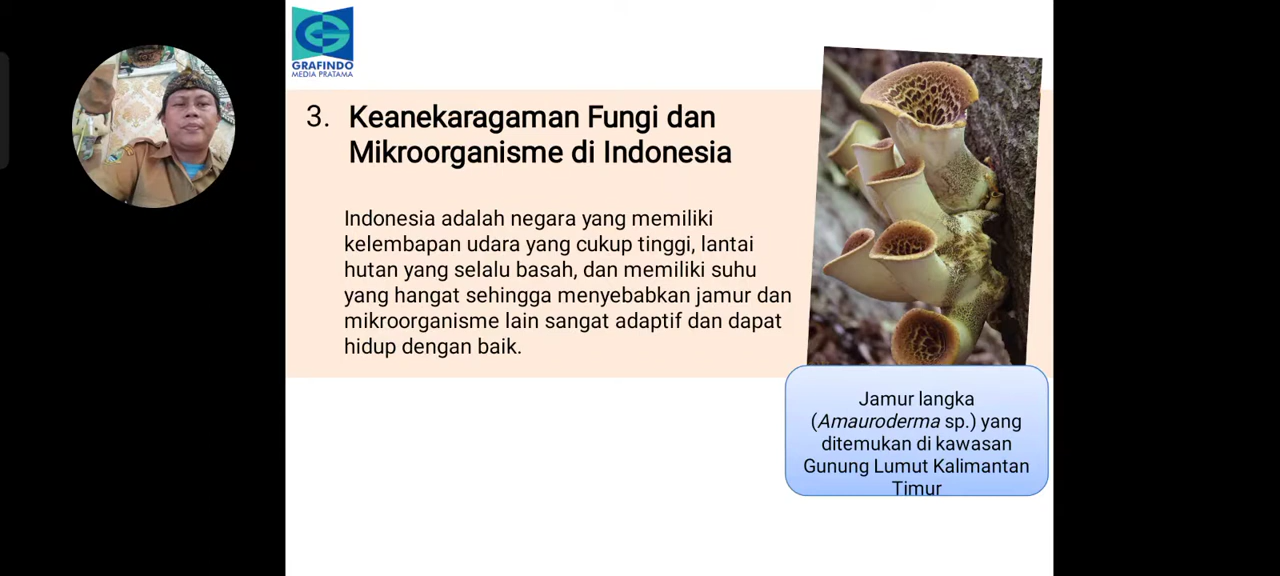 GRAFINDO
MEDIA PRATAMA
3. Keanekaragaman Fungi dan
Mikroorganisme di Indonesia
Indonesia adalah negara yang memiliki
kelembapan udara yang cukup tinggi, lantai
hutan yang selalu basah, dan memiliki suhu
yang hangat sehingga menyebabkan jamur dan
mikroorganisme lain sangat adaptif dan dapat
hidup dengan baik.
Jamur langka
(Amauroderma sp.) yang
ditemukan di kawasan
Gunung Lumut Kalimantan
Timur